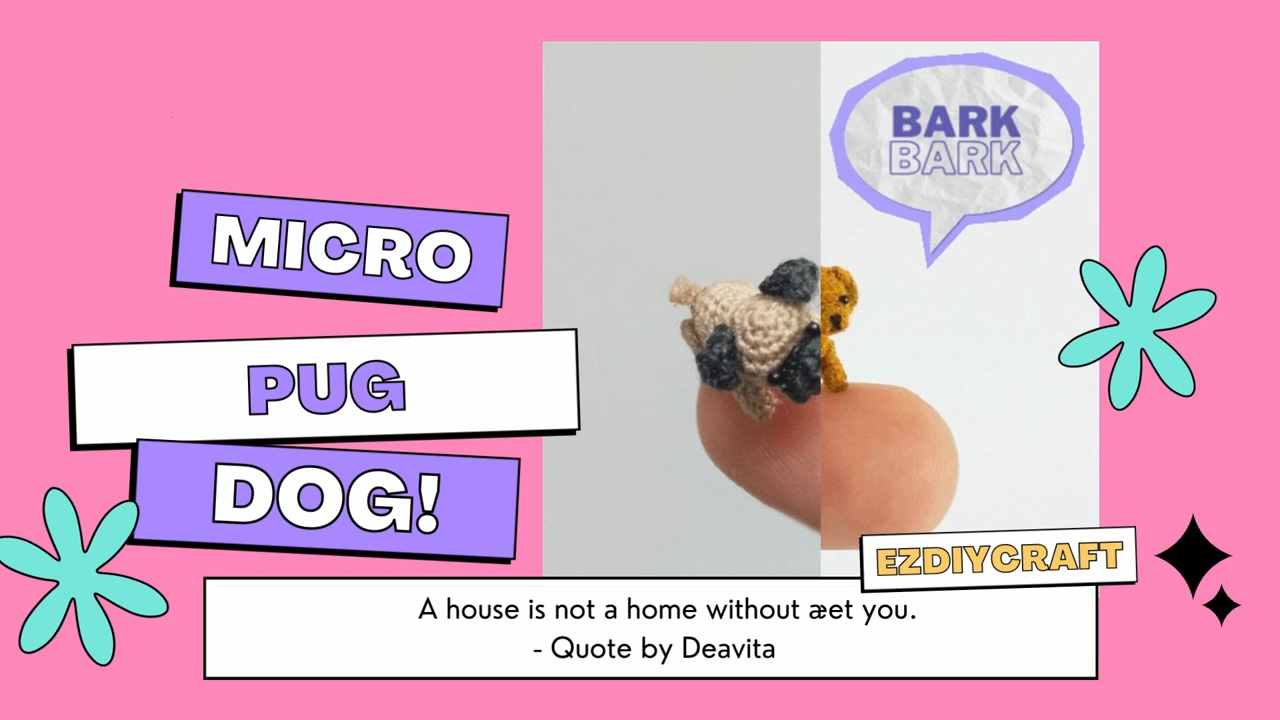 BARK
BARK
MICRO
PUG
DOG!
EZDIYCRAFT
A house is not a home without æet you.
- Quote by Deavita